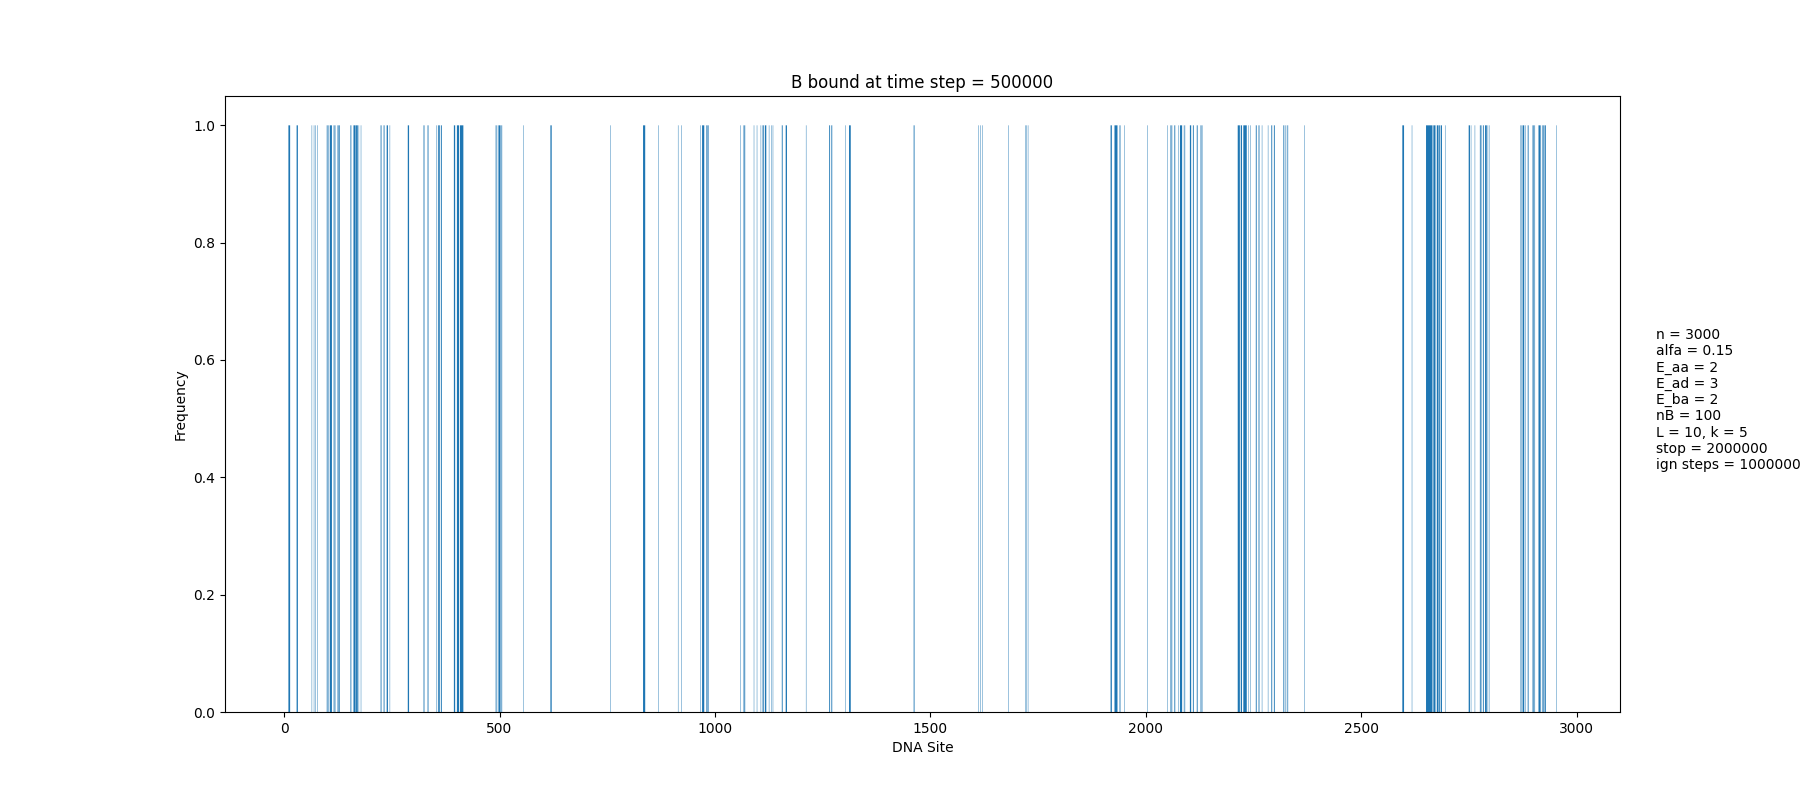 B bound at time step = 500000
1.0
0.8
0.6
0.4
0.2
0.0
Frequency
0 500 1000 1500 2000 2500 3000
DNA Site
n = 3000
alfa = 0.15
E_aa = 2
E_ad = 3
E_ba = 2
nB = 100
L = 10, k = 5
stop = 2000000
ign steps = 1000000